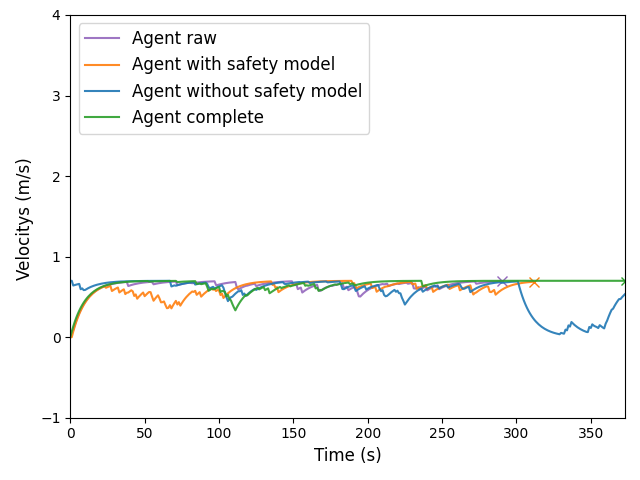 4
3
2
1
0
−1
Velocitys (m/s)
Agent raw
Agent with safety model
Agent without safety model
Agent complete
0 50 100 150 200 250 300 350
Time (s)